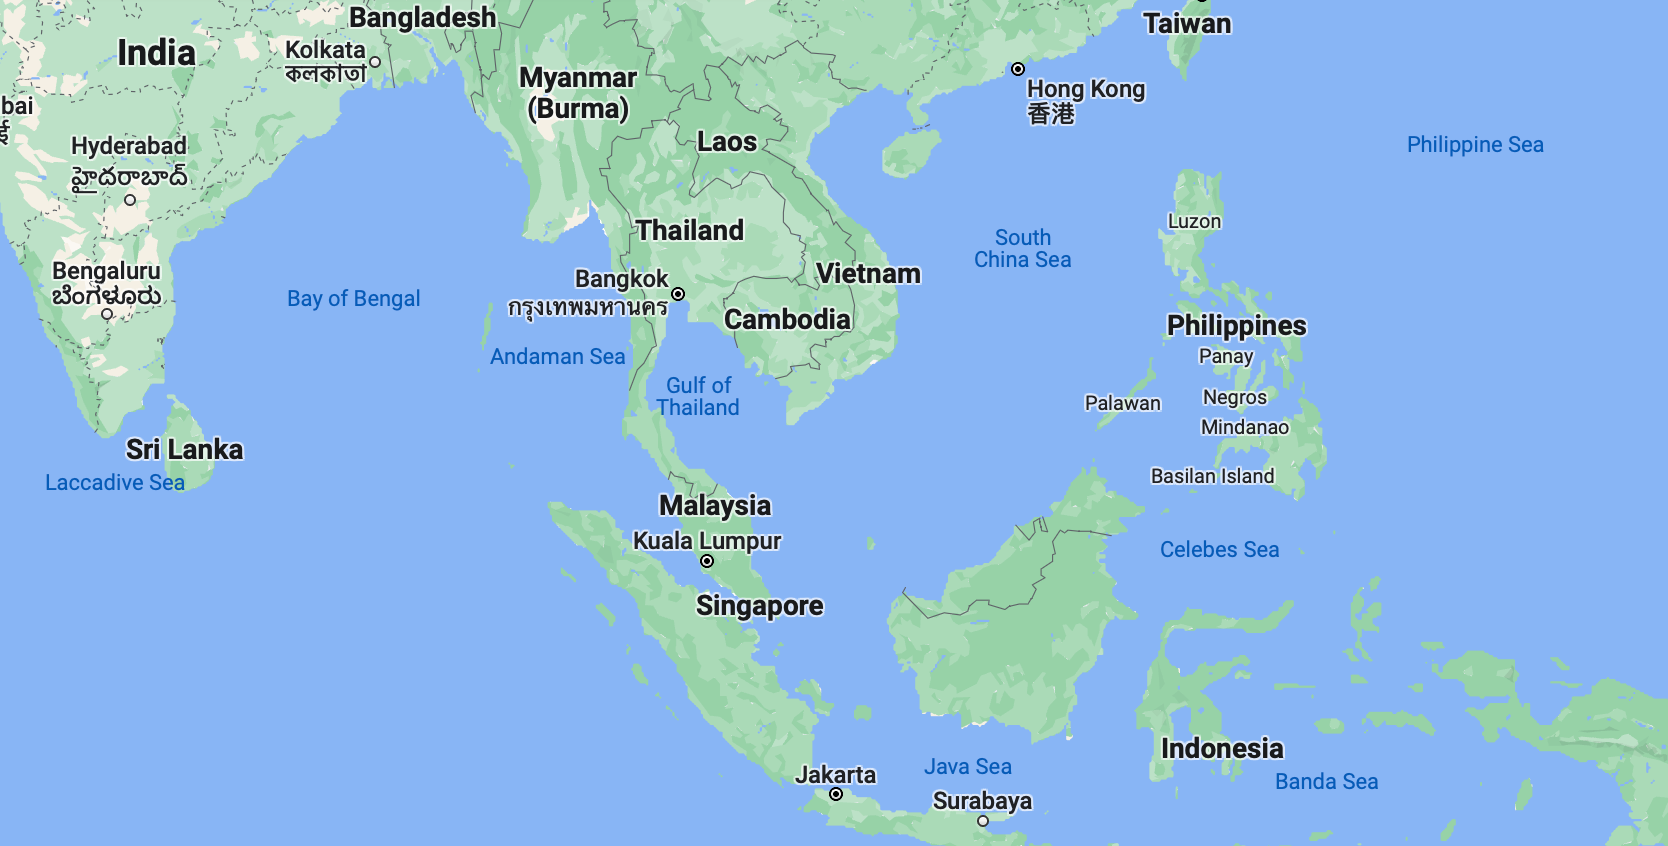 Bangladesh
Taiwan
India
Kolkata
কলকাতা
Myanmar
(Burma)
Hong Kong
香港
bai
Hyderabad
హైదరాబాద్
Laos
Philippine Sea
Luzon
Thailand
South
China Sea
Bengaluru
ಬೆಂಗಳೂರು
Bay of Bengal
Bangkok
กรุงเทพมหานคร
Vietnam
Cambodia
Philippines
Andaman Sea
Panay
Gulf of
Thailand
Palawan
Negros
Mindanao
Sri Lanka
Laccadive Sea
Basilan Island
Malaysia
Kuala Lumpur
Celebes Sea
Singapore
Indonesia
Java Sea
Jakarta
Banda Sea
Surabaya